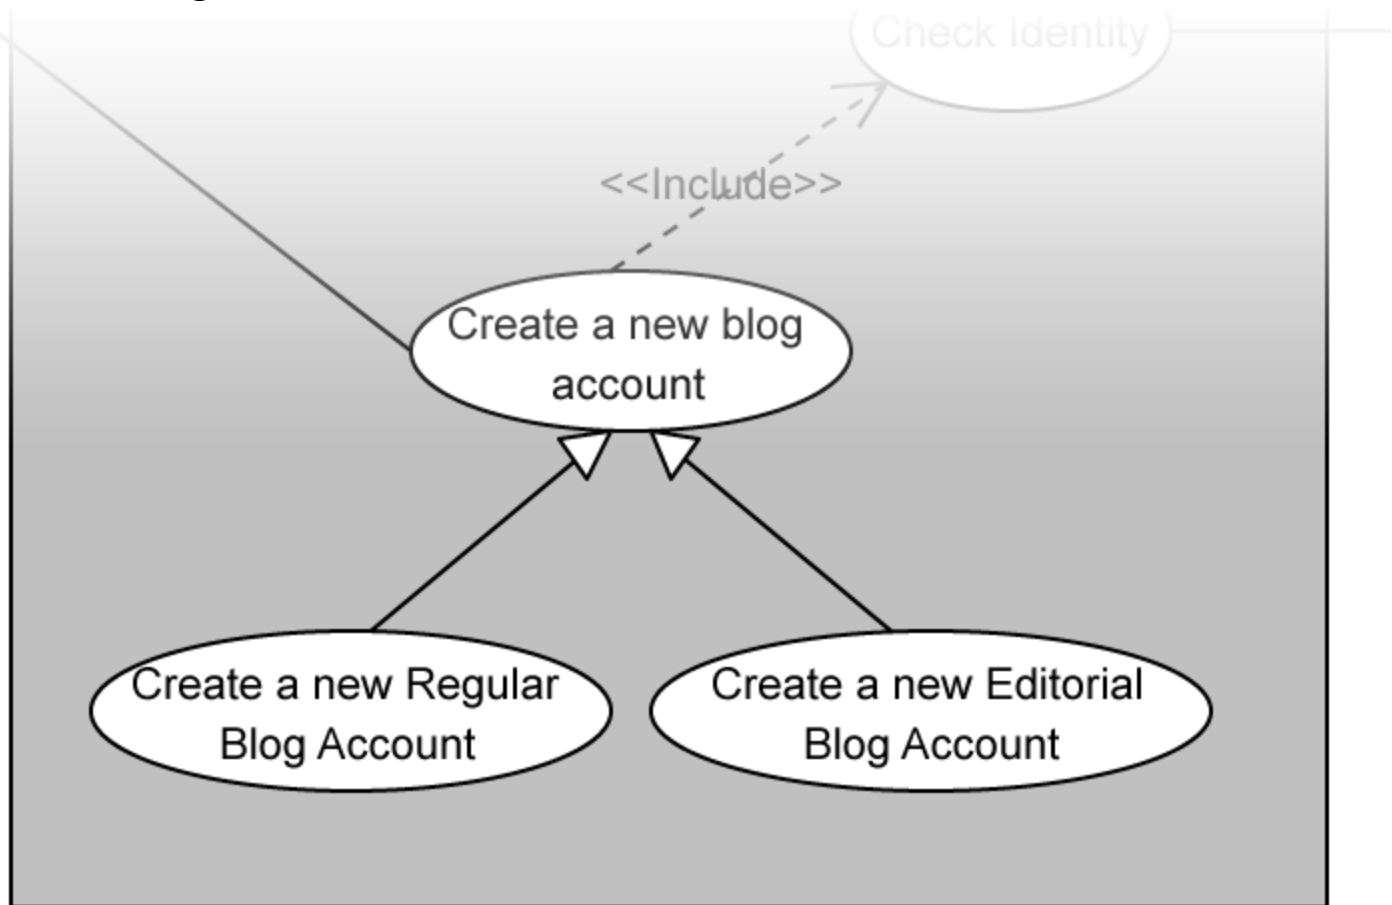 Check Identity
<<Include>>
Create a new blog
account
Create a new Regular
Blog Account
Create a new Editorial
Blog Account